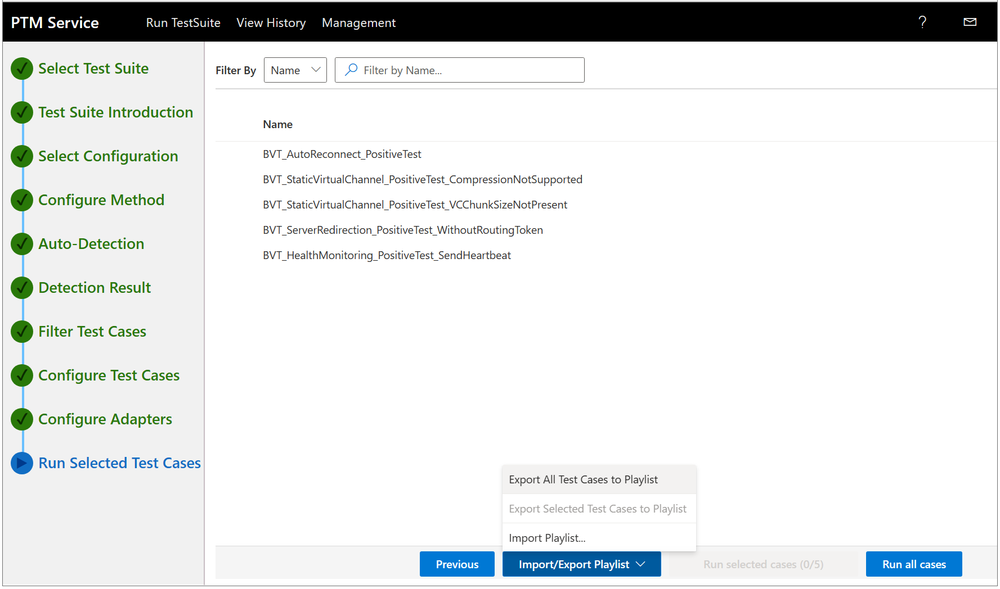 PTM Service Run TestSuite View History Management ?
Select Test Suite
Test Suite Introduction
Select Configuration
Configure Method
Auto-Detection
Detection Result
Filter Test Cases
Configure Test Cases
Configure Adapters
Run Selected Test Cases
Filter By Name Filter by Name...
Name
BVT_AutoReconnect_PositiveTest
BVT_StaticVirtualChannel_PositiveTest_CompressionNotSupported
BVT_StaticVirtualChannel_PositiveTest_VCChunkSizeNotPresent
BVT_ServerRedirection_PositiveTest_WithoutRoutingToken
BVT_HealthMonitoring_PositiveTest_SendHeartbeat
Export All Test Cases to Playlist
Export Selected Test Cases to Playlist
Import Playlist...
Previous Import/Export Playlist Run selected cases (0/5) Run all cases